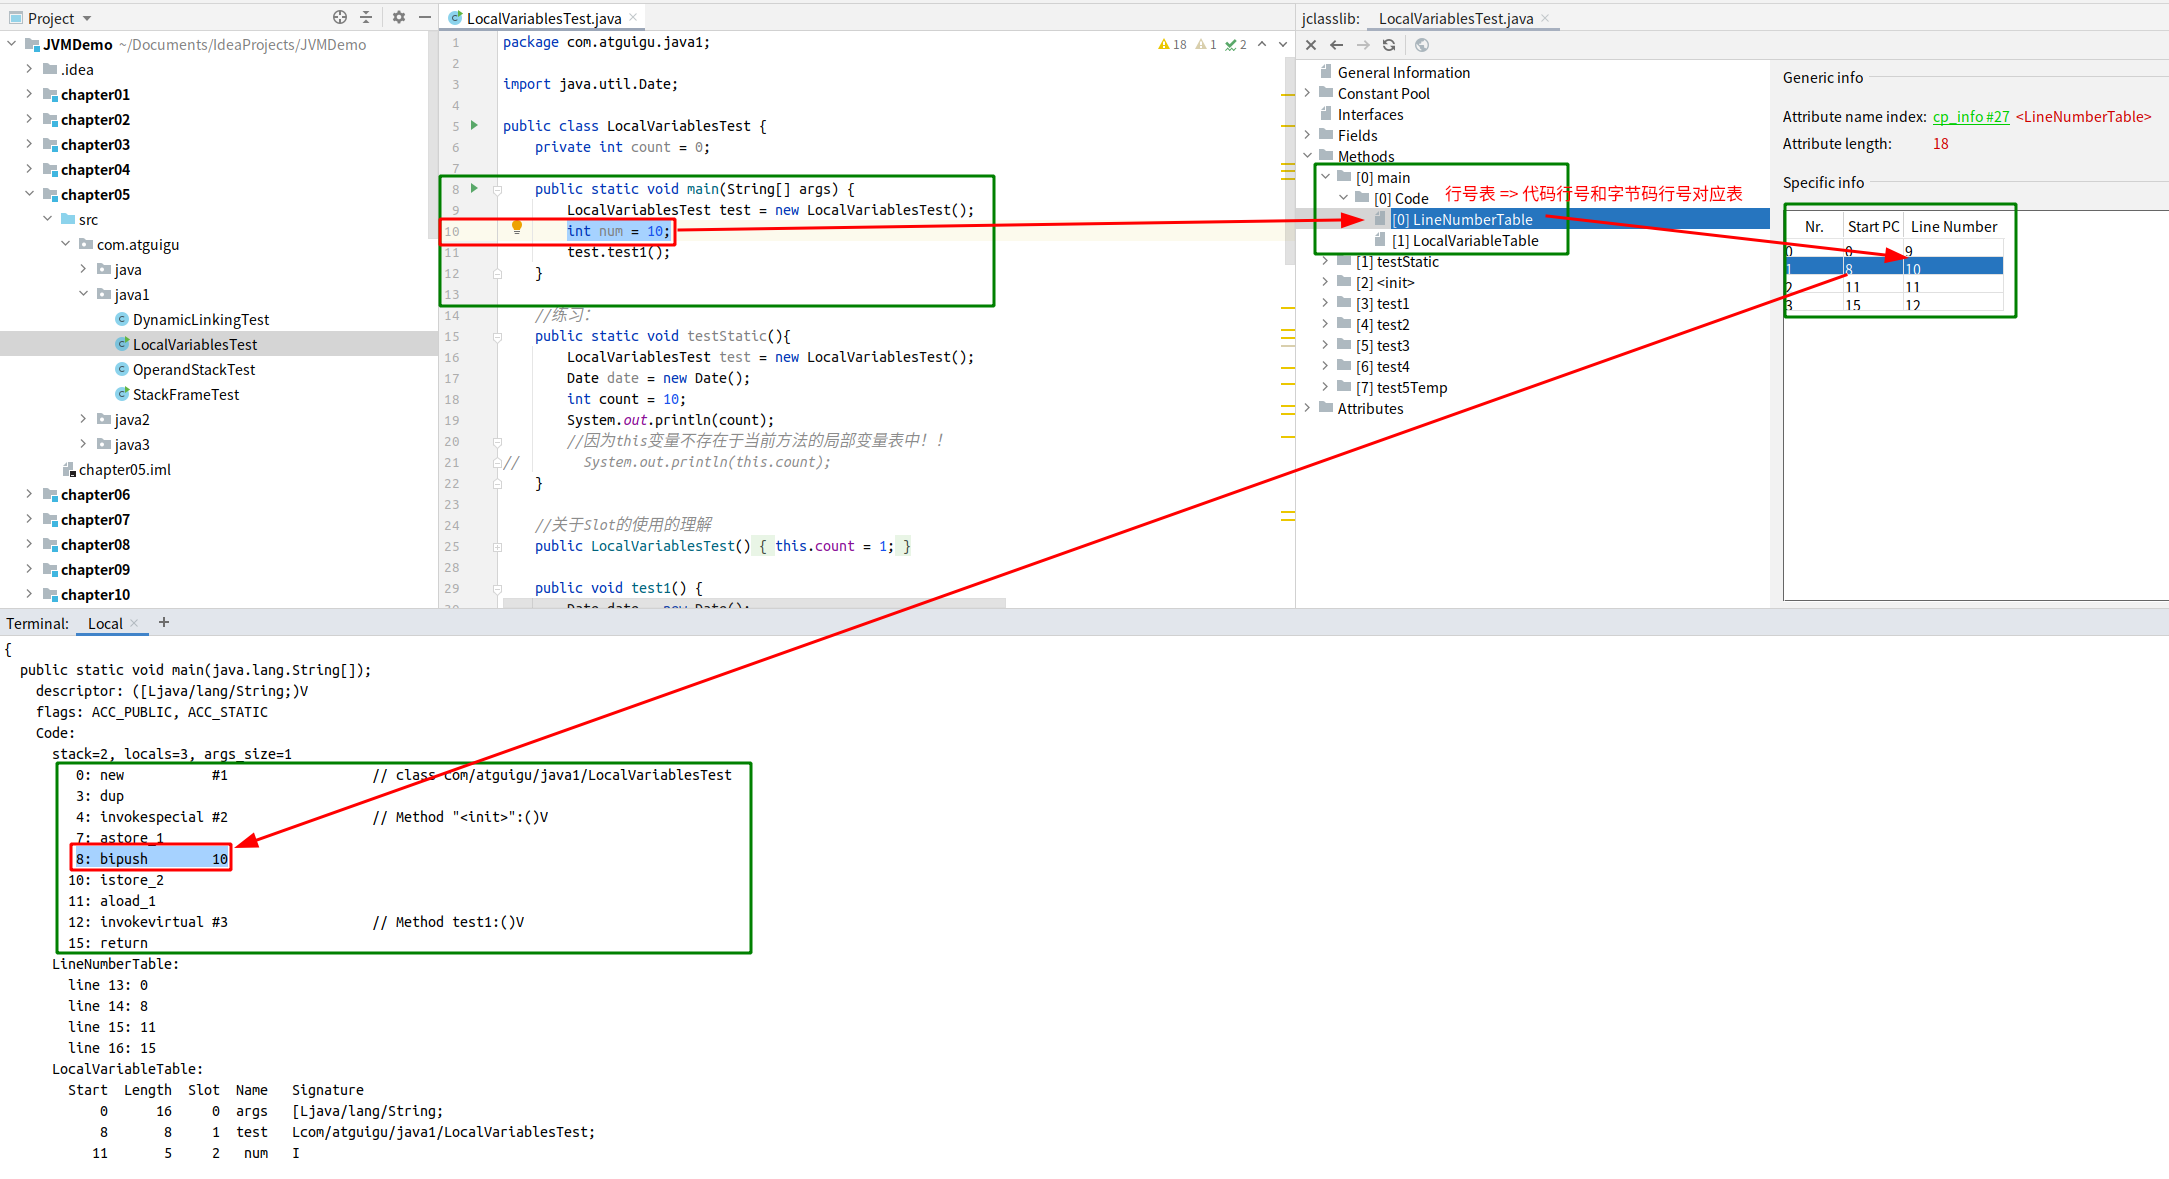 Project
JVMDemo ~/Documents/IdeaProjects/JVMDemo
.idea
chapter01
chapter02
chapter03
chapter04
chapter05
src
com.atguigu
java
java1
DynamicLinkingTest
LocalVariablesTest
OperandStackTest
StackFrameTest
java2
java3
chapter05.iml
chapter06
chapter07
chapter08
chapter09
chapter10
LocalVariablesTest.java
18 1 2
1 package com.atguigu.java1;
2
3 import java.util.Date;
4
5 public class LocalVariablesTest {
6 private int count = 0;
7
8 public static void main(String[] args) {
9 LocalVariablesTest test = new LocalVariablesTest();
10 int num = 10;
11 test.test1();
12 }
13
14 //练习：
15 public static void testStatic(){
16 LocalVariablesTest test = new LocalVariablesTest();
17 Date date = new Date();
18 int count = 10;
19 System.out.println(count);
20 //因为this变量不存在于当前方法的局部变量表中！！
21 // System.out.println(this.count);
22 }
23
24 //关于Slot的使用的理解
25 public LocalVariablesTest() { this.count = 1; }
28
29 public void test1() {
30 Date date = new Date();
jclasslib: LocalVariablesTest.java
General Information
Constant Pool
Interfaces
Fields
Methods
[0] main
[0] Code 行号表 => 代码行号和字节码行号对应表
[0] LineNumberTable
[1] LocalVariableTable
[1] testStatic
[2] <init>
[3] test1
[4] test2
[5] test3
[6] test4
[7] test5Temp
Attributes
Generic info
Attribute name index: cp_info #27 <LineNumberTable>
Attribute length: 18
Specific info
Nr. Start PC Line Number
0 0 9
1 8 10
2 11 11
3 15 12
Terminal: Local +
{
public static void main(java.lang.String[]);
descriptor: ([Ljava/lang/String;)V
flags: ACC_PUBLIC, ACC_STATIC
Code:
stack=2, locals=3, args_size=1
0: new #1 // class com/atguigu/java1/LocalVariablesTest
3: dup
4: invokespecial #2 // Method "<init>":()V
7: astore_1
8: bipush 10
10: istore_2
11: aload_1
12: invokevirtual #3 // Method test1:()V
15: return
LineNumberTable:
line 13: 0
line 14: 8
line 15: 11
line 16: 15
LocalVariableTable:
Start Length Slot Name Signature
0 16 0 args [Ljava/lang/String;
8 8 1 test Lcom/atguigu/java1/LocalVariablesTest;
11 5 2 num I